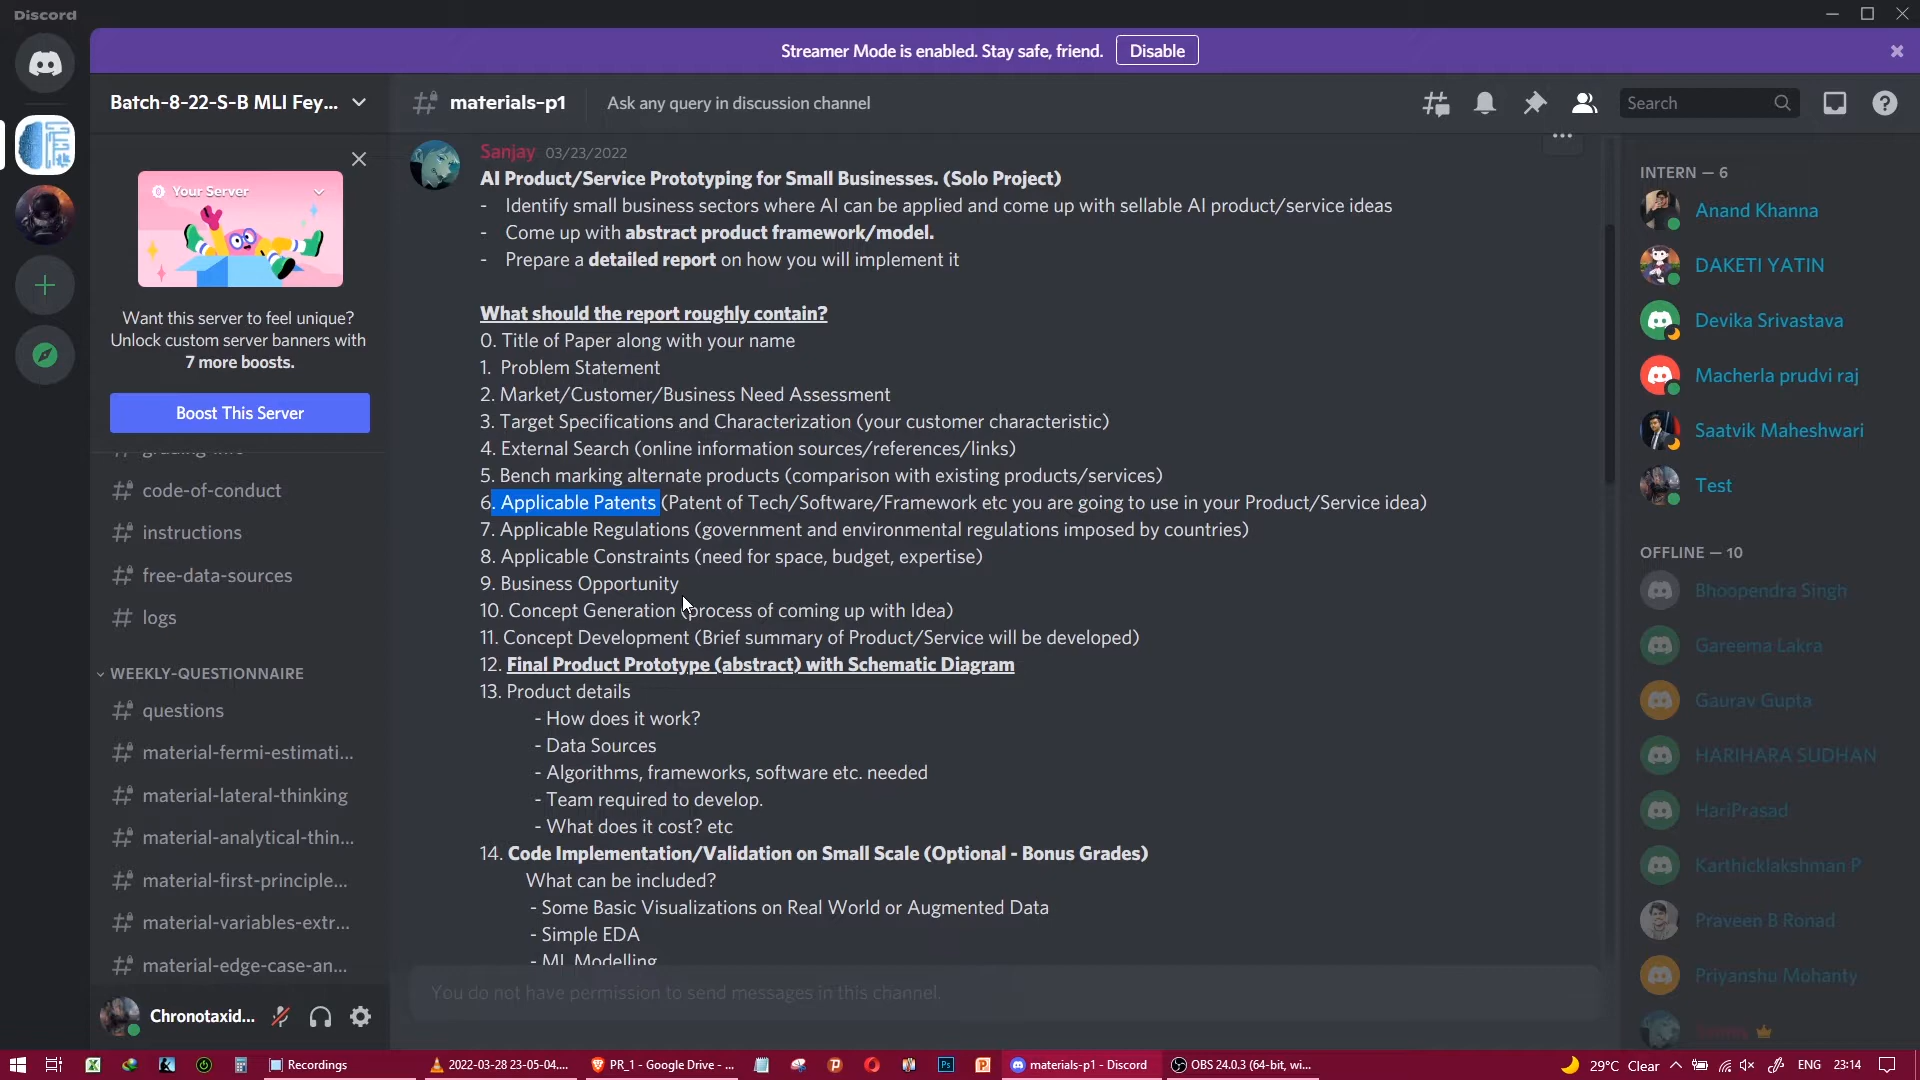 Discord
Streamer Mode is enabled. Stay safe, friend. Disable
Batch-8-22-S-B MLI Fey...
materials-p1 Ask any query in discussion channel
Search
Your Server
Want this server to feel unique?
Unlock custom server banners with
7 more boosts.
Boost This Server
grading-info
code-of-conduct
instructions
free-data-sources
logs
WEEKLY-QUESTIONNAIRE
questions
material-fermi-estimati...
material-lateral-thinking
material-analytical-thin...
material-first-principle...
material-variables-extr...
material-edge-case-an...
Chronotaxid...
Sanjay 03/23/2022
AI Product/Service Prototyping for Small Businesses. (Solo Project)
- Identify small business sectors where AI can be applied and come up with sellable AI product/service ideas
- Come up with abstract product framework/model.
- Prepare a detailed report on how you will implement it
What should the report roughly contain?
0. Title of Paper along with your name
1. Problem Statement
2. Market/Customer/Business Need Assessment
3. Target Specifications and Characterization (your customer characteristic)
4. External Search (online information sources/references/links)
5. Bench marking alternate products (comparison with existing products/services)
6. Applicable Patents (Patent of Tech/Software/Framework etc you are going to use in your Product/Service idea)
7. Applicable Regulations (government and environmental regulations imposed by countries)
8. Applicable Constraints (need for space, budget, expertise)
9. Business Opportunity
10. Concept Generation (process of coming up with Idea)
11. Concept Development (Brief summary of Product/Service will be developed)
12. Final Product Prototype (abstract) with Schematic Diagram
13. Product details
- How does it work?
- Data Sources
- Algorithms, frameworks, software etc. needed
- Team required to develop.
- What does it cost? etc
14. Code Implementation/Validation on Small Scale (Optional - Bonus Grades)
What can be included?
- Some Basic Visualizations on Real World or Augmented Data
- Simple EDA
- ML Modelling
You do not have permission to send messages in this channel.
INTERN — 6
Anand Khanna
DAKETI YATIN
Devika Srivastava
Macherla prudvi raj
Saatvik Maheshwari
Test
OFFLINE — 10
Bhoopendra Singh
Gareema Lakra
Gaurav Gupta
HARIHARA SUDHAN
HariPrasad
Karthicklakshman P
Praveen B Ronad
Priyanshu Mohanty
Recordings
2022-03-28 23-05-04....
PR_1 - Google Drive - ...
materials-p1 - Discord
OBS 24.0.3 (64-bit, wi...
29°C Clear
ENG 23:14